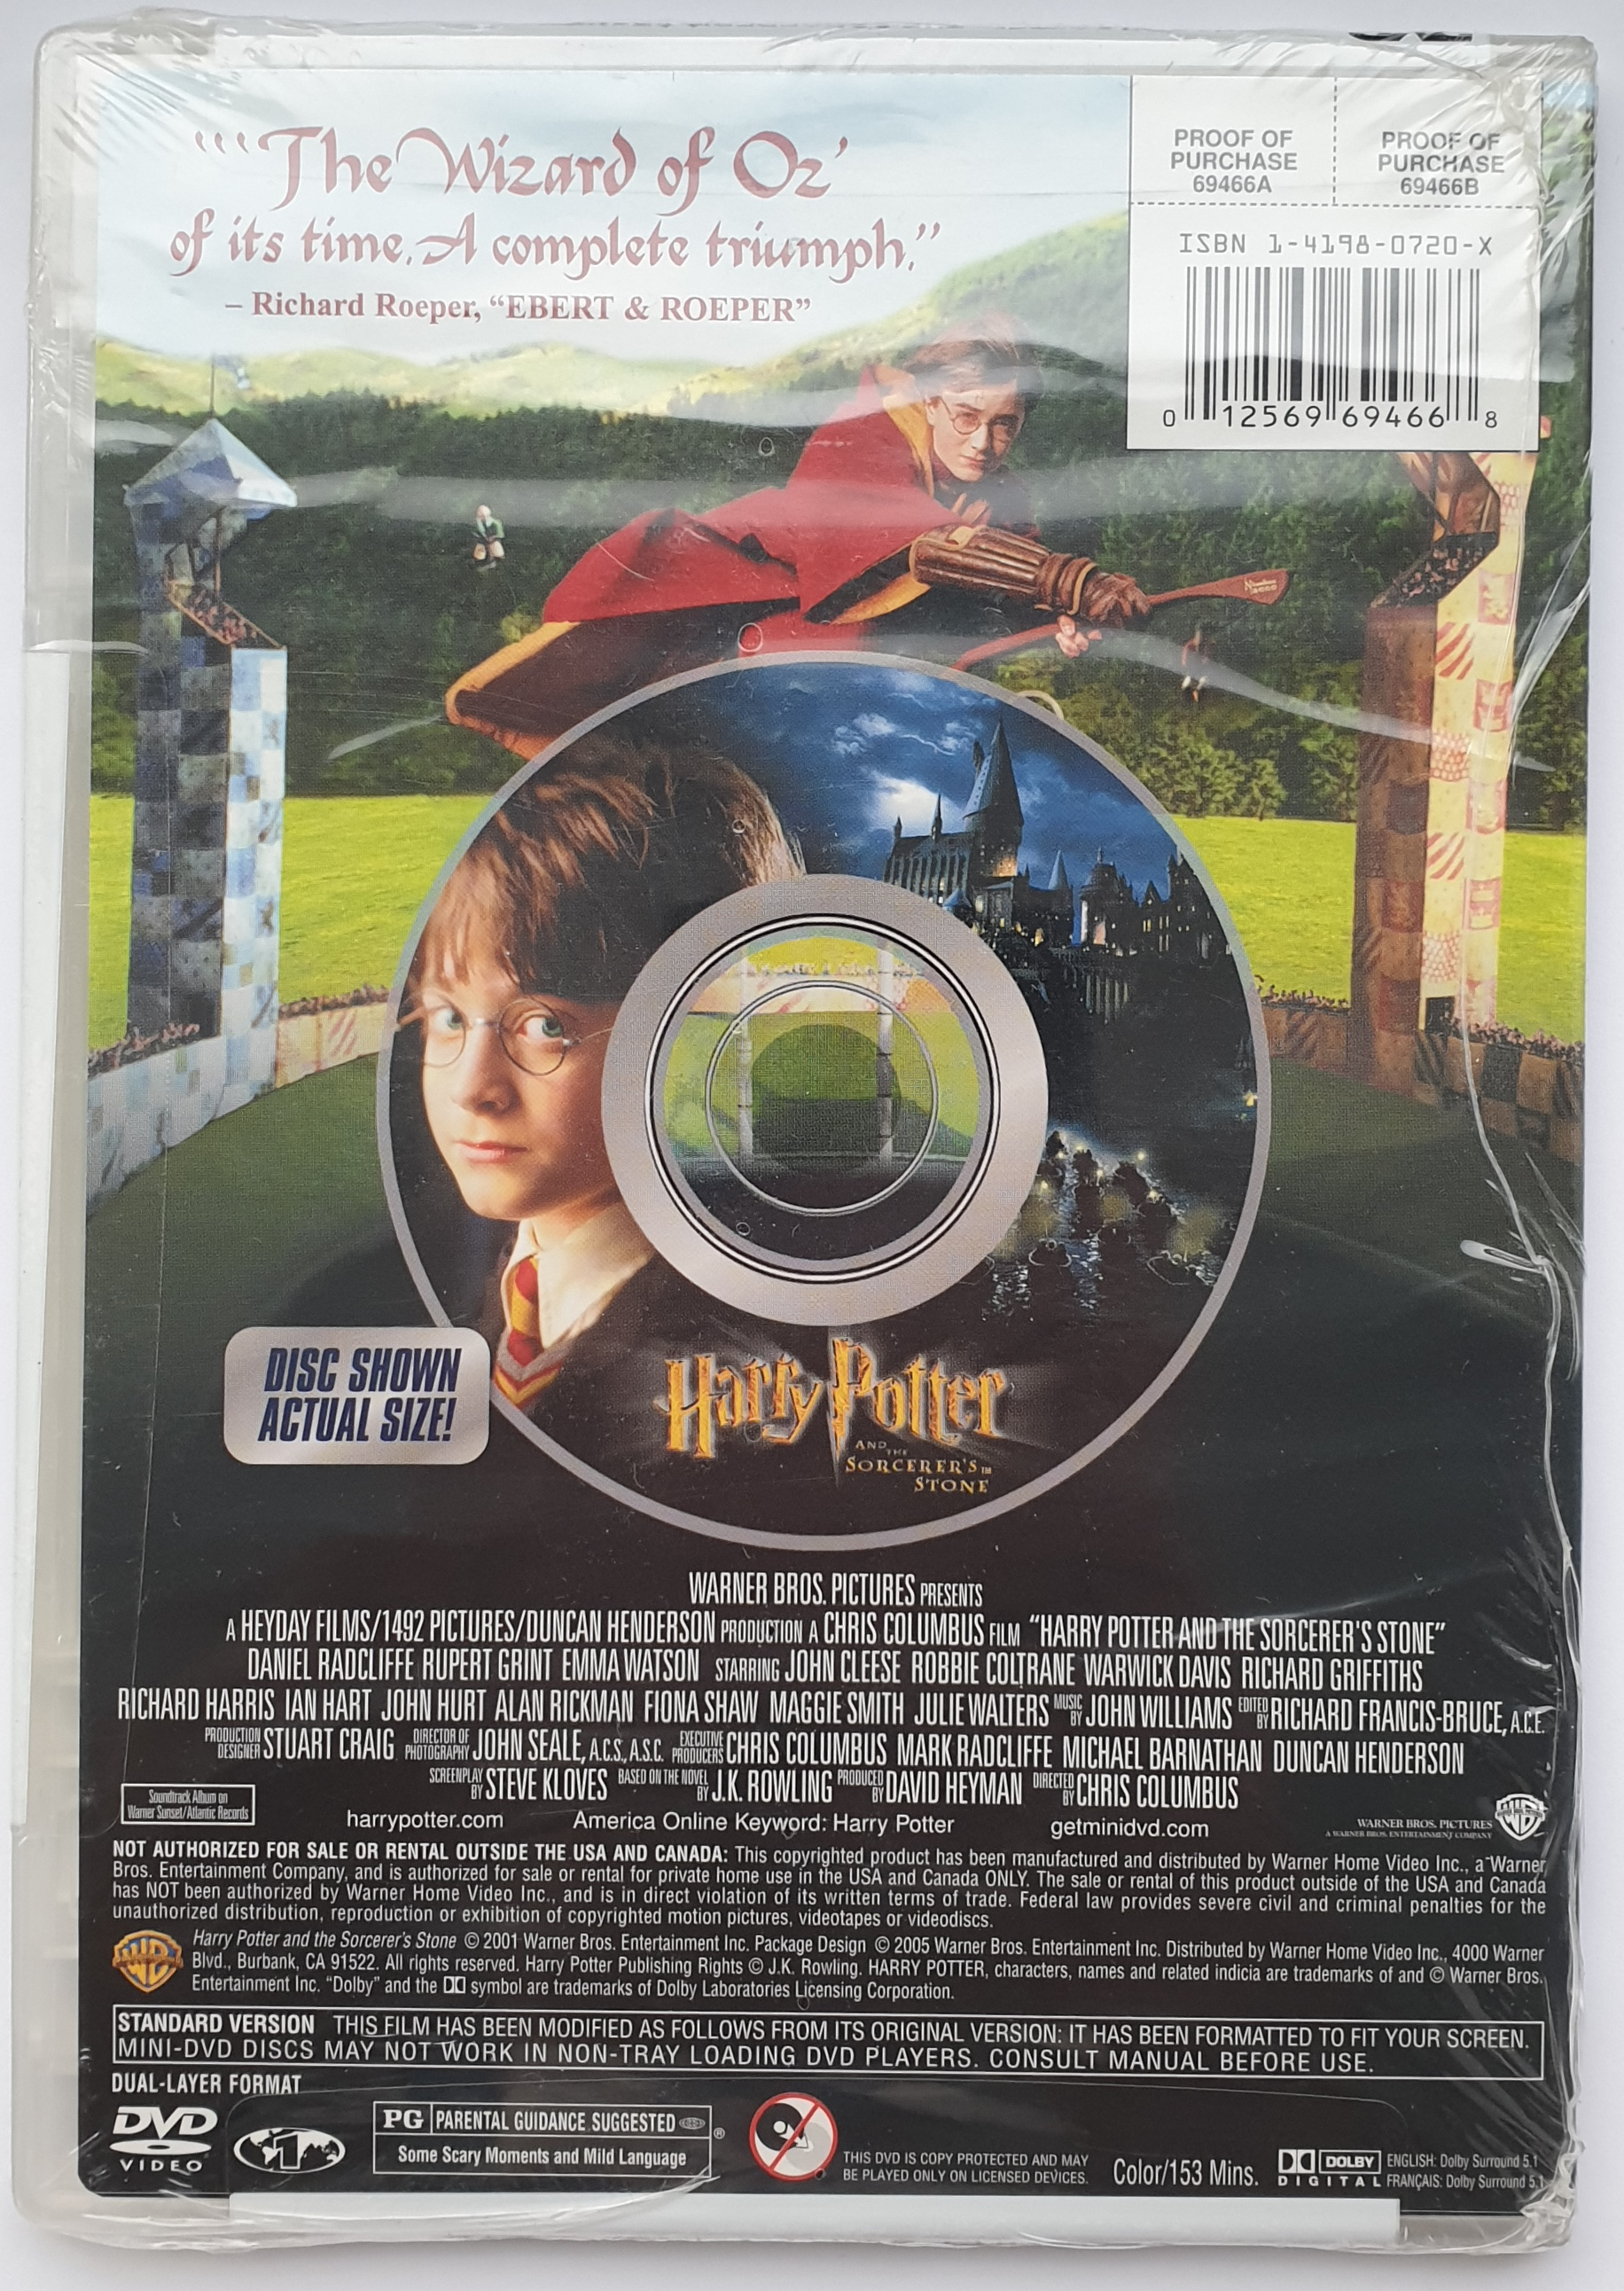 "'The Wizard of Oz'
of its time. A complete triumph."
– Richard Roeper, "EBERT & ROEPER"
PROOF OF
PURCHASE
69466A
PROOF OF
PURCHASE
69466B
ISBN 1-4198-0720-X
0 12569 69466 8
DISC SHOWN
ACTUAL SIZE!
Harry Potter
AND THE
SORCERER'S™
STONE
WARNER BROS. PICTURES PRESENTS
A HEYDAY FILMS/1492 PICTURES/DUNCAN HENDERSON PRODUCTION A CHRIS COLUMBUS FILM "HARRY POTTER AND THE SORCERER'S STONE"
DANIEL RADCLIFFE RUPERT GRINT EMMA WATSON STARRING JOHN CLEESE ROBBIE COLTRANE WARWICK DAVIS RICHARD GRIFFITHS
RICHARD HARRIS IAN HART JOHN HURT ALAN RICKMAN FIONA SHAW MAGGIE SMITH JULIE WALTERS MUSIC BY JOHN WILLIAMS EDITED BY RICHARD FRANCIS-BRUCE, A.C.E.
PRODUCTION DESIGNER STUART CRAIG DIRECTOR OF PHOTOGRAPHY JOHN SEALE, A.C.S., A.S.C. EXECUTIVE PRODUCERS CHRIS COLUMBUS MARK RADCLIFFE MICHAEL BARNATHAN DUNCAN HENDERSON
SCREENPLAY BY STEVE KLOVES BASED ON THE NOVEL BY J.K. ROWLING PRODUCED BY DAVID HEYMAN DIRECTED BY CHRIS COLUMBUS
Soundtrack Album on
Warner Sunset/Atlantic Records
harrypotter.com America Online Keyword: Harry Potter getminidvd.com
WARNER BROS. PICTURES
A WARNER BROS. ENTERTAINMENT COMPANY
NOT AUTHORIZED FOR SALE OR RENTAL OUTSIDE THE USA AND CANADA: This copyrighted product has been manufactured and distributed by Warner Home Video Inc., a Warner
Bros. Entertainment Company, and is authorized for sale or rental for private home use in the USA and Canada ONLY. The sale or rental of this product outside of the USA and Canada
has NOT been authorized by Warner Home Video Inc., and is in direct violation of its written terms of trade. Federal law provides severe civil and criminal penalties for the
unauthorized distribution, reproduction or exhibition of copyrighted motion pictures, videotapes or videodiscs.
Harry Potter and the Sorcerer's Stone © 2001 Warner Bros. Entertainment Inc. Package Design © 2005 Warner Bros. Entertainment Inc. Distributed by Warner Home Video Inc., 4000 Warner
Blvd., Burbank, CA 91522. All rights reserved. Harry Potter Publishing Rights © J.K. Rowling. HARRY POTTER, characters, names and related indicia are trademarks of and © Warner Bros.
Entertainment Inc. "Dolby" and the symbol are trademarks of Dolby Laboratories Licensing Corporation.
STANDARD VERSION THIS FILM HAS BEEN MODIFIED AS FOLLOWS FROM ITS ORIGINAL VERSION: IT HAS BEEN FORMATTED TO FIT YOUR SCREEN.
MINI-DVD DISCS MAY NOT WORK IN NON-TRAY LOADING DVD PLAYERS. CONSULT MANUAL BEFORE USE.
DUAL-LAYER FORMAT
DVD
VIDEO
1
PG PARENTAL GUIDANCE SUGGESTED ®
Some Scary Moments and Mild Language
THIS DVD IS COPY PROTECTED AND MAY
BE PLAYED ONLY ON LICENSED DEVICES.
Color/153 Mins.
DOLBY
DIGITAL
ENGLISH: Dolby Surround 5.1
FRANÇAIS: Dolby Surround 5.1